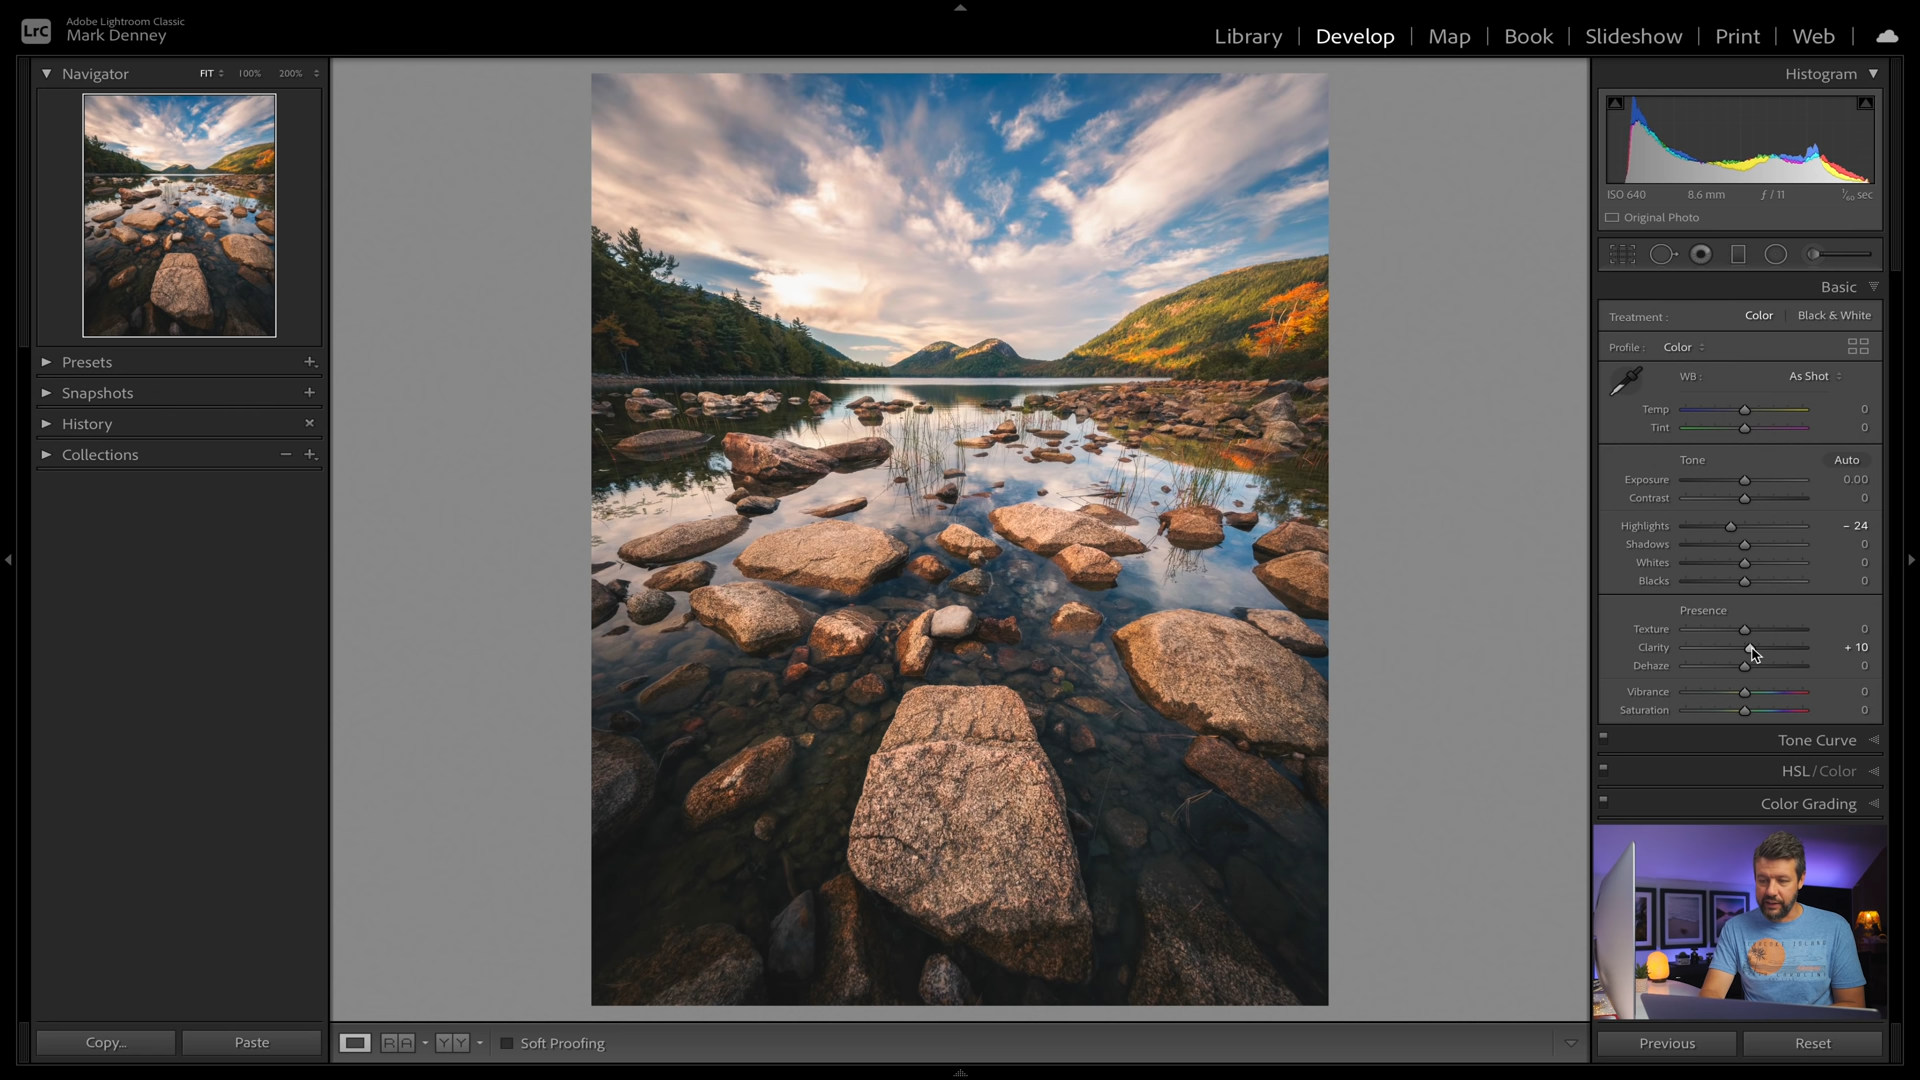 LrC
Adobe Lightroom Classic
Mark Denney
Library | Develop | Map | Book | Slideshow | Print | Web
Navigator FIT 100% 200%
Presets
Snapshots
History
Collections
Copy... Paste
R A Y Y Soft Proofing
Histogram
ISO 640 8.6 mm ƒ / 11 1/60 sec
Original Photo
Basic
Treatment : Color Black & White
Profile : Color
WB : As Shot
Temp 0
Tint 0
Tone Auto
Exposure 0.00
Contrast 0
Highlights – 24
Shadows 0
Whites 0
Blacks 0
Presence
Texture 0
Clarity + 10
Dehaze 0
Vibrance 0
Saturation 0
Tone Curve
HSL / Color
Color Grading
Previous Reset